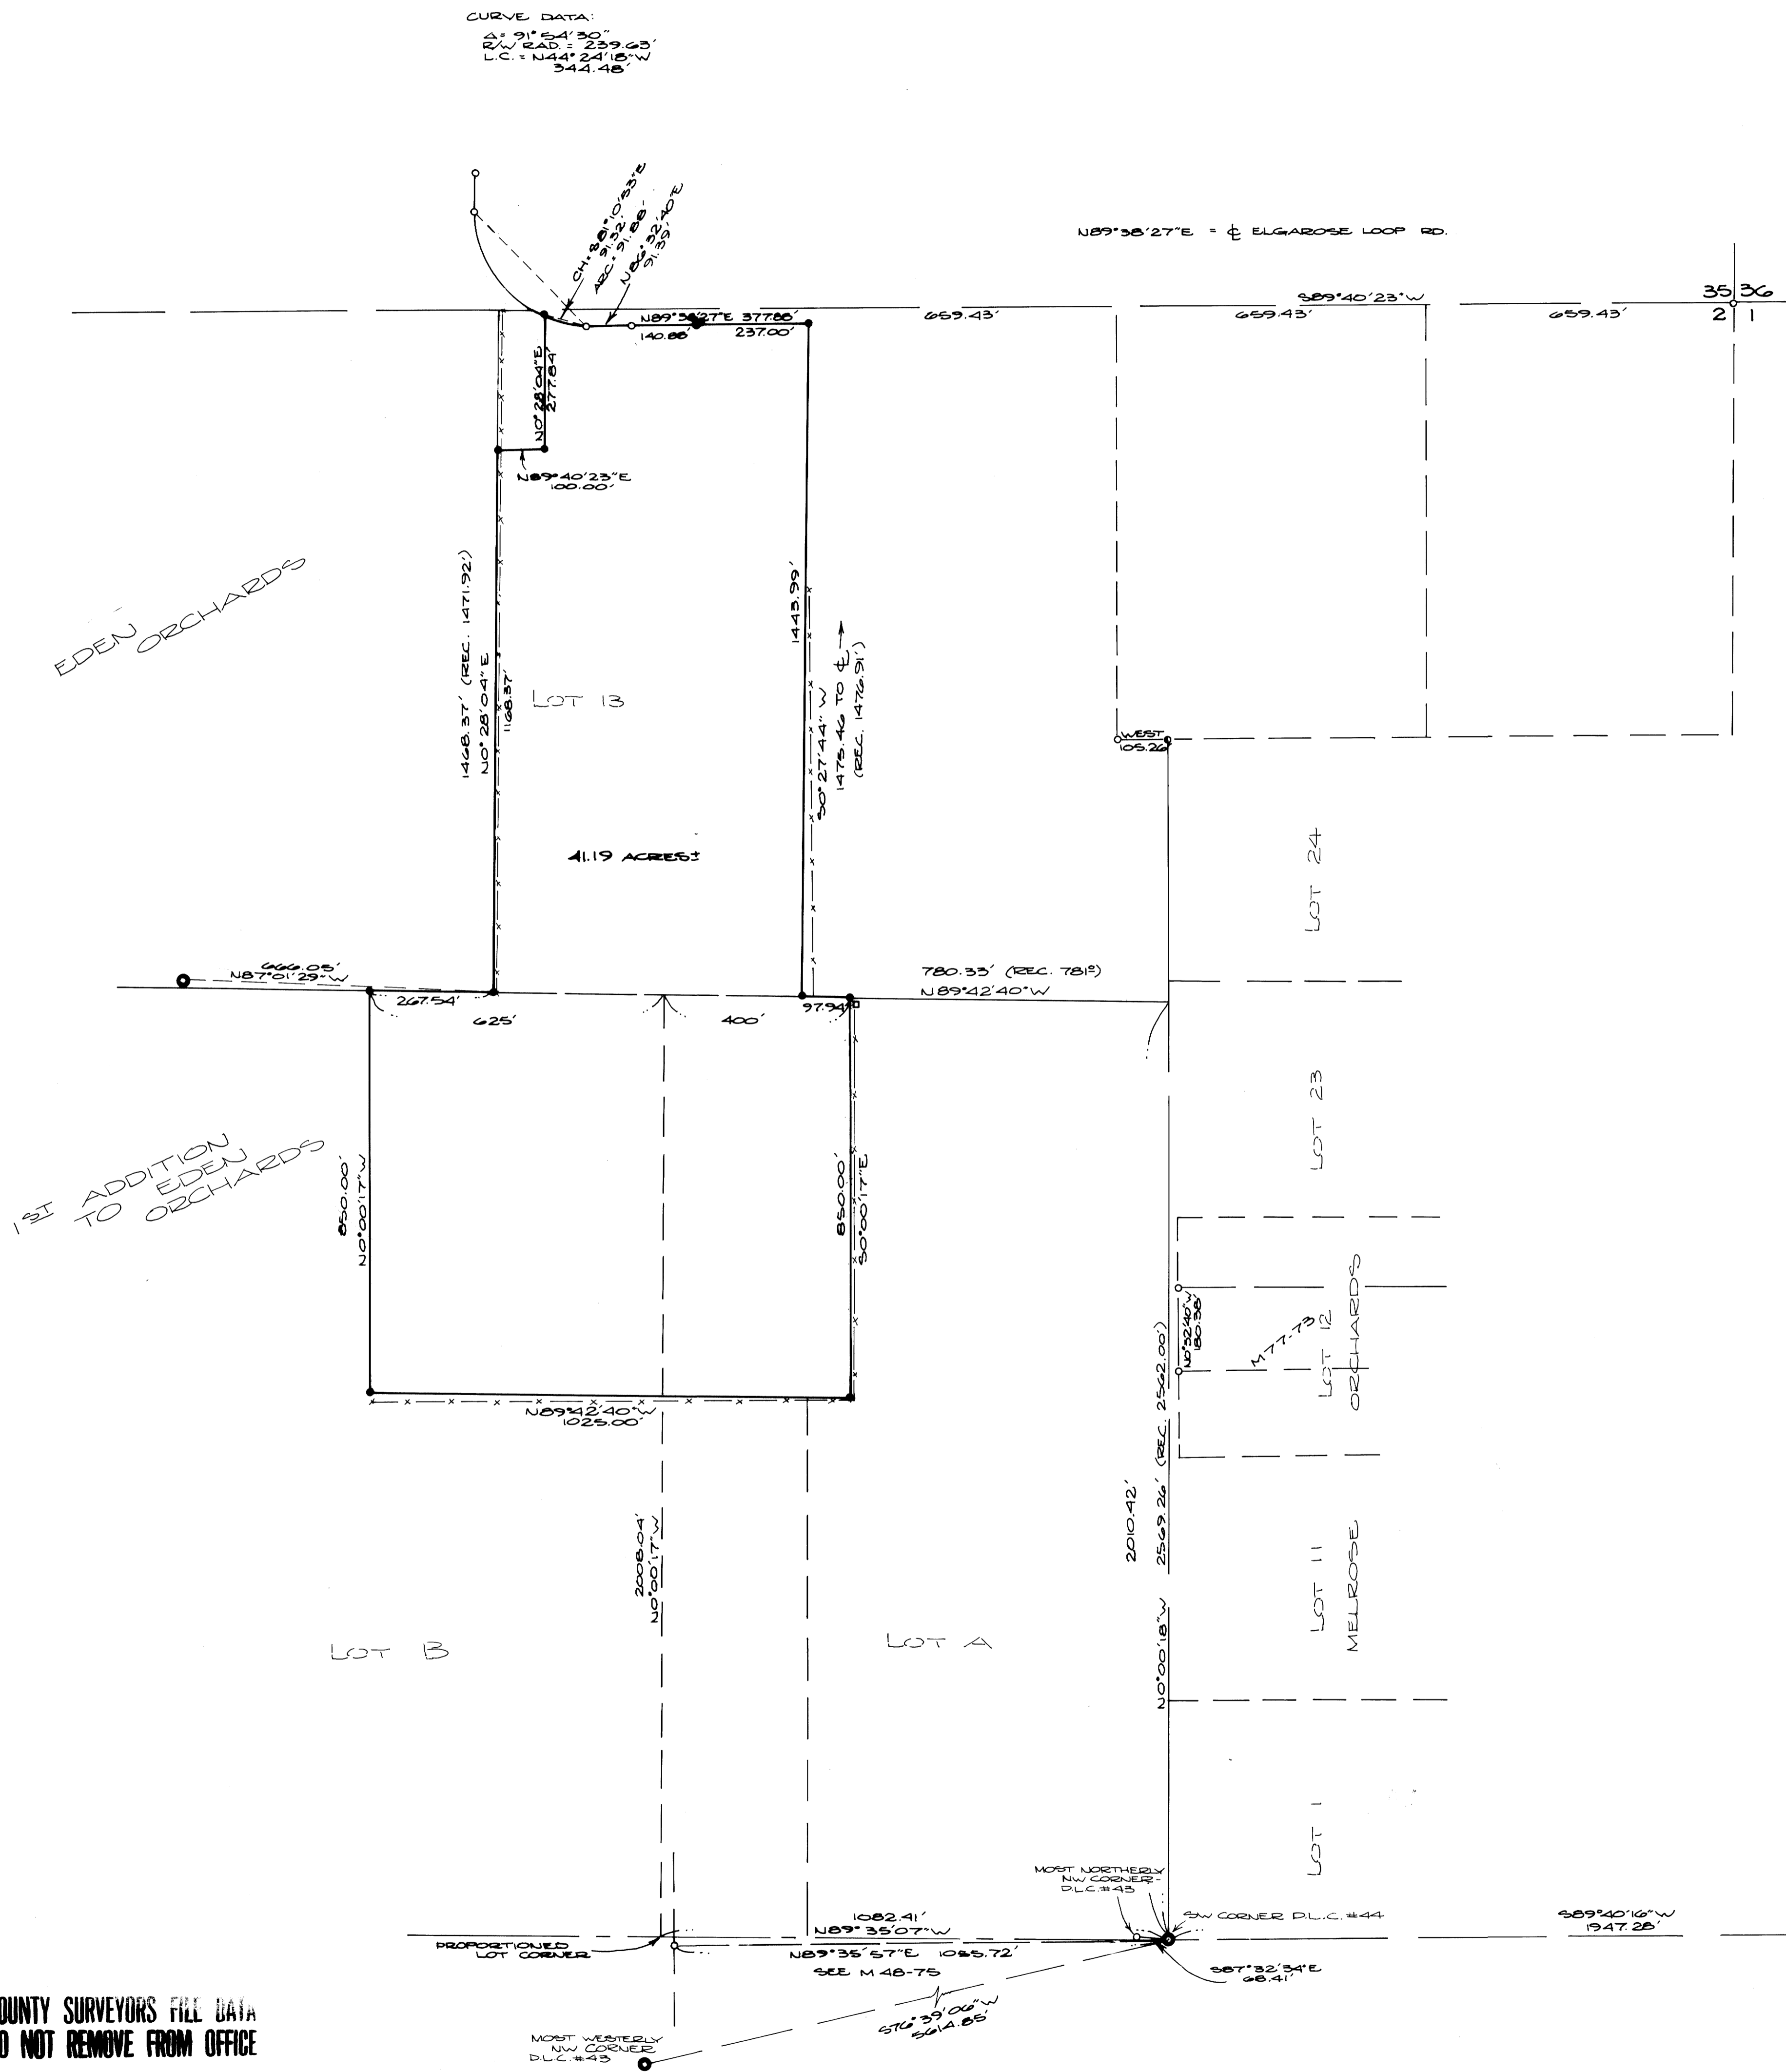 CURVE DATA:
Δ= 91°54'30"
R/W RAD. = 239.63'
L.C. = N44°24'18"W
344.48'
CH= S81°10'53"E
91.32'
ARC= 91.88'
N86°32'40"E
91.39'
N89°38'27"E = ℄ ELGAROSE LOOP RD.
S89°40'23"W
35 36
2 1
659.43'
659.43'
659.43'
N89°38'27"E 377.88'
140.88' 237.00'
N0°28'04"E
277.84'
N89°40'23"E
100.00'
EDEN
ORCHARDS
1468.37' (REC. 1471.92')
N0°28'04"E
1168.37'
LOT 13
1443.99'
S0°27'44"W
1475.46 TO ℄
(REC. 1476.91')
WEST
105.26
41.19 ACRES±
LOT 24
666.05'
N87°01'29"W
267.54'
625'
400'
97.94'
780.33' (REC. 781⁰)
N89°42'40"W
LOT 23
1ST ADDITION
TO EDEN
ORCHARDS
850.00'
N0°00'17"W
850.00'
S0°00'17"E
N0°32'40"W
180.38'
M77-73
LOT 12
ORCHARDS
N89°42'40"W
1025.00'
2008.04'
N0°00'17"W
2010.42'
2569.26' (REC. 2562.00')
N0°00'18"W
LOT 11
MELROSE
LOT B
LOT A
LOT 1
MOST NORTHERLY
NW CORNER-
D.L.C.#43
SW CORNER D.L.C. #44
S89°40'16"W
1947.28'
1082.41'
N89°35'07"W
PROPORTIONED
LOT CORNER
N89°35'57"E 1085.72'
SEE M 48-75
S87°32'34"E
68.41'
S76°39'06"W
5614.85'
MOST WESTERLY
NW CORNER
D.L.C.#43
OUNTY SURVEYORS FILE DATA
O NOT REMOVE FROM OFFICE